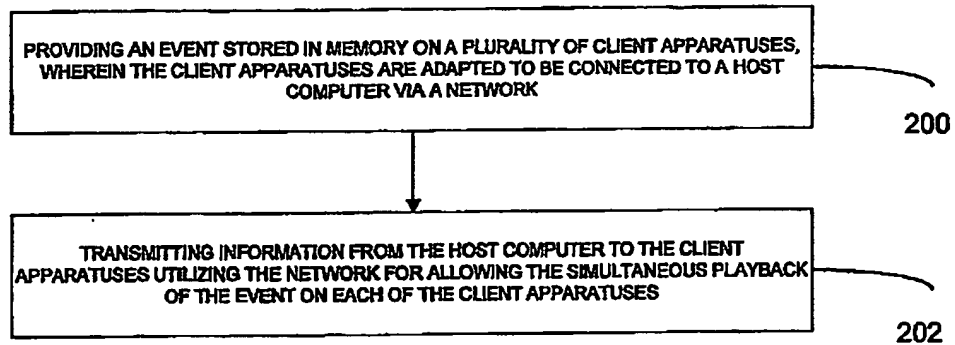 PROVIDING AN EVENT STORED IN MEMORY ON A PLURALITY OF CLIENT APPARATUSES,
WHEREIN THE CLIENT APPARATUSES ARE ADAPTED TO BE CONNECTED TO A HOST
COMPUTER VIA A NETWORK
200
TRANSMITTING INFORMATION FROM THE HOST COMPUTER TO THE CLIENT
APPARATUSES UTILIZING THE NETWORK FOR ALLOWING THE SIMULTANEOUS PLAYBACK
OF THE EVENT ON EACH OF THE CLIENT APPARATUSES
202